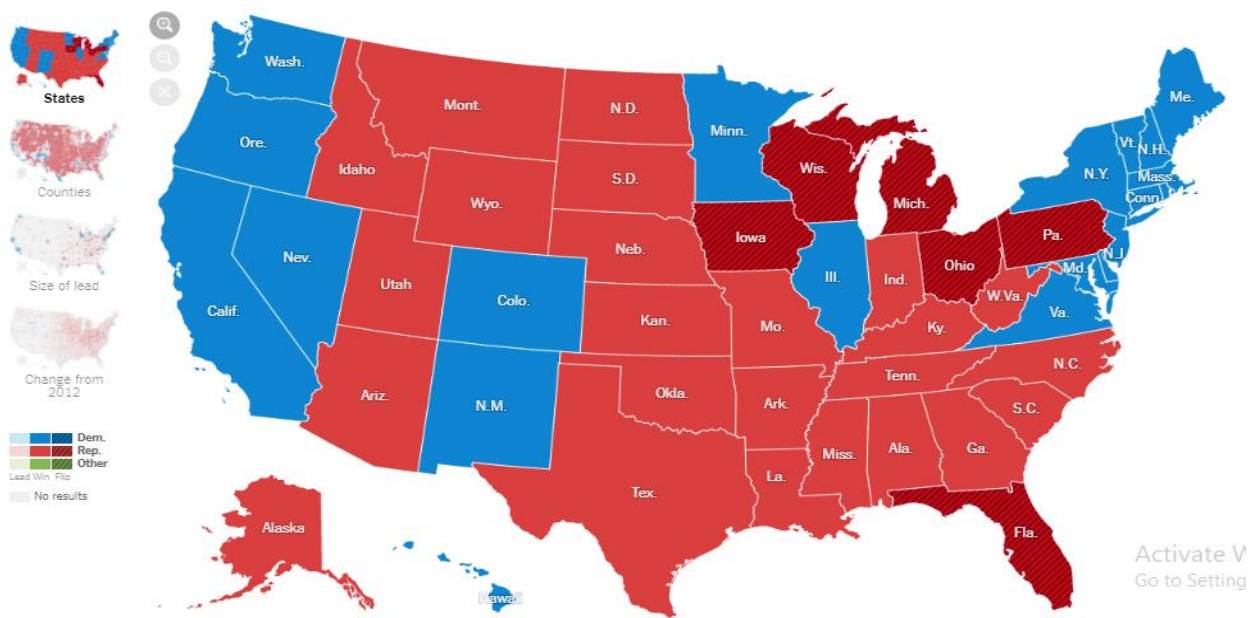 States
Counties
Size of lead
Change from
2012
Dem.
Rep.
Other
Lead Win Flip
No results
Wash.
Ore.
Calif.
Nev.
Idaho
Mont.
Wyo.
Utah
Colo.
Ariz.
N.M.
N.D.
S.D.
Neb.
Kan.
Okla.
Tex.
Minn.
Iowa
Mo.
Ark.
La.
Wis.
Ill.
Mich.
Ind.
Ohio
Ky.
Tenn.
Miss.
Ala.
Ga.
Fla.
S.C.
N.C.
Va.
W.Va.
Md.
Pa.
N.J.
N.Y.
Conn.
Mass.
Vt.
N.H.
Me.
Alaska
Hawaii
Activate W
Go to Setting